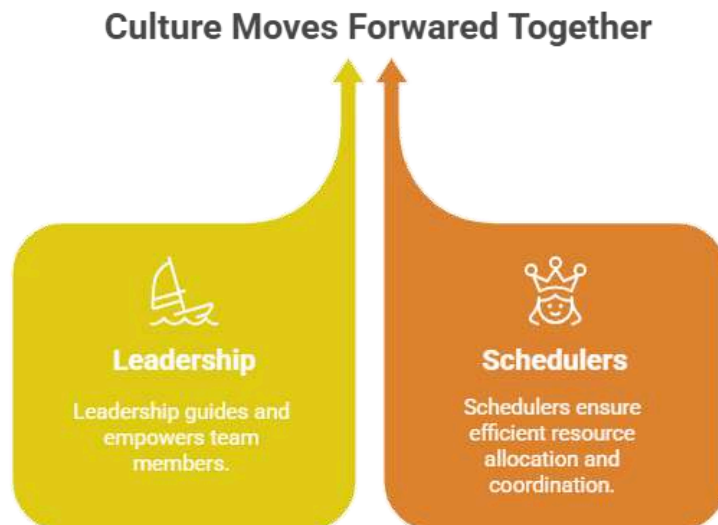 Culture Moves Forwared Together
Leadership
Leadership guides and
empowers team
members.
Schedulers
Schedulers ensure
efficient resource
allocation and
coordination.